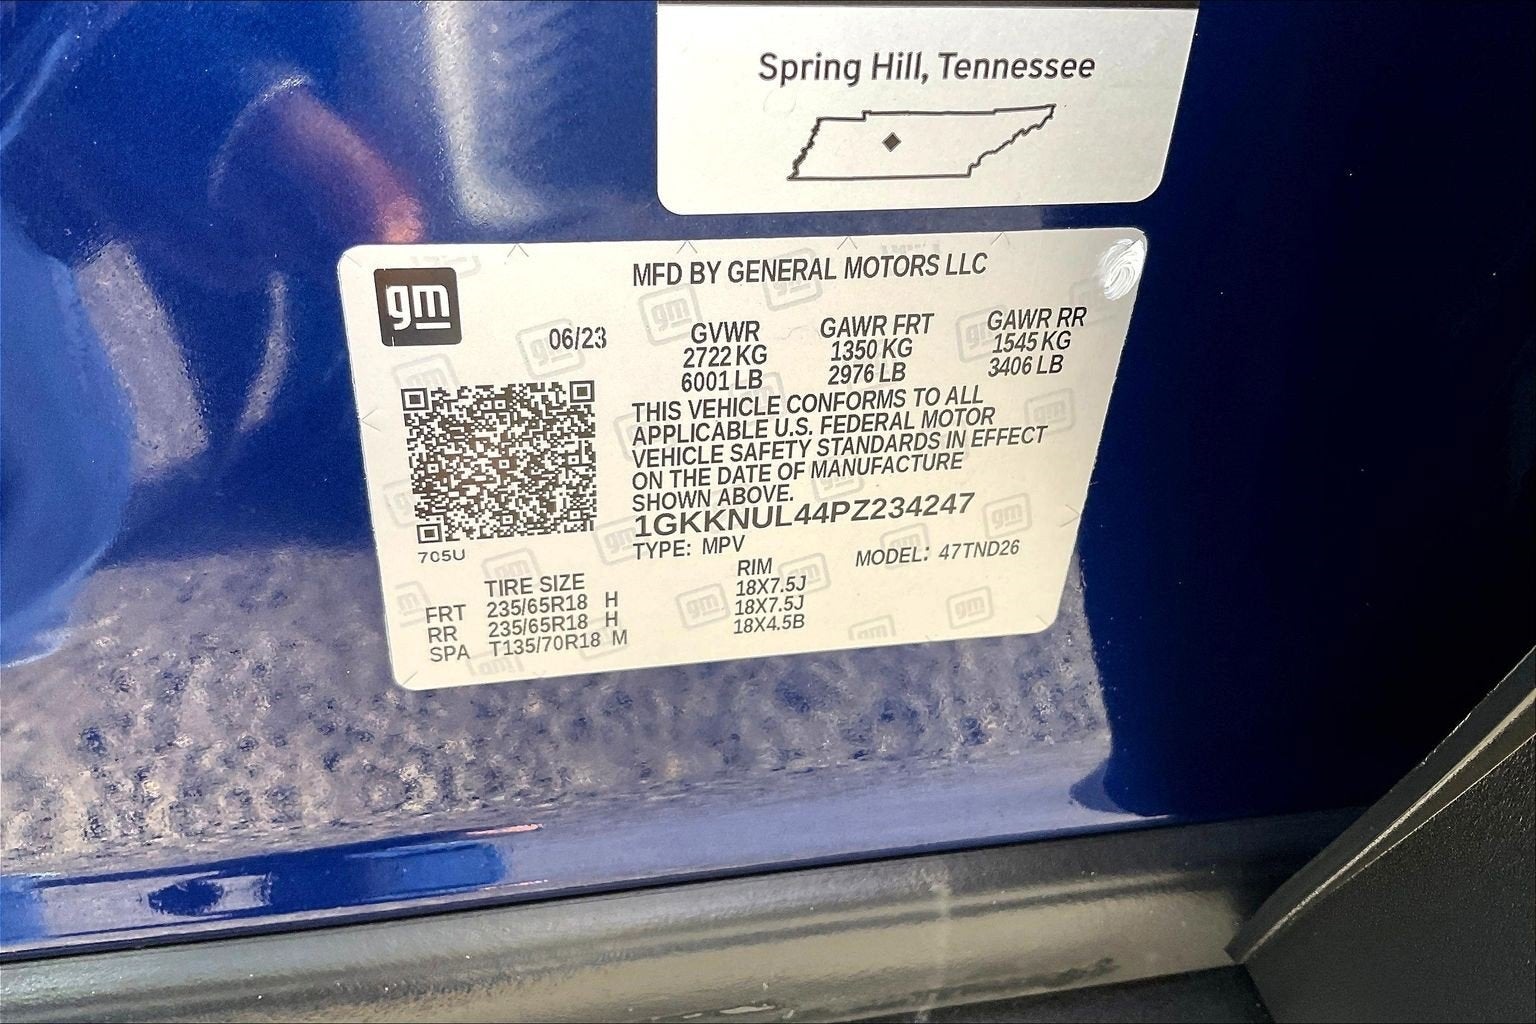 Spring Hill, Tennessee
gm
MFD BY GENERAL MOTORS LLC
06/23
GVWR GAWR FRT GAWR RR
2722 KG 1350 KG 1545 KG
6001 LB 2976 LB 3406 LB
THIS VEHICLE CONFORMS TO ALL
APPLICABLE U.S. FEDERAL MOTOR
VEHICLE SAFETY STANDARDS IN EFFECT
ON THE DATE OF MANUFACTURE
SHOWN ABOVE.
1GKKNUL44PZ234247
705U
TYPE: MPV MODEL: 47TND26
TIRE SIZE RIM
FRT 235/65R18 H 18X7.5J
RR 235/65R18 H 18X7.5J
SPA T135/70R18 M 18X4.5B